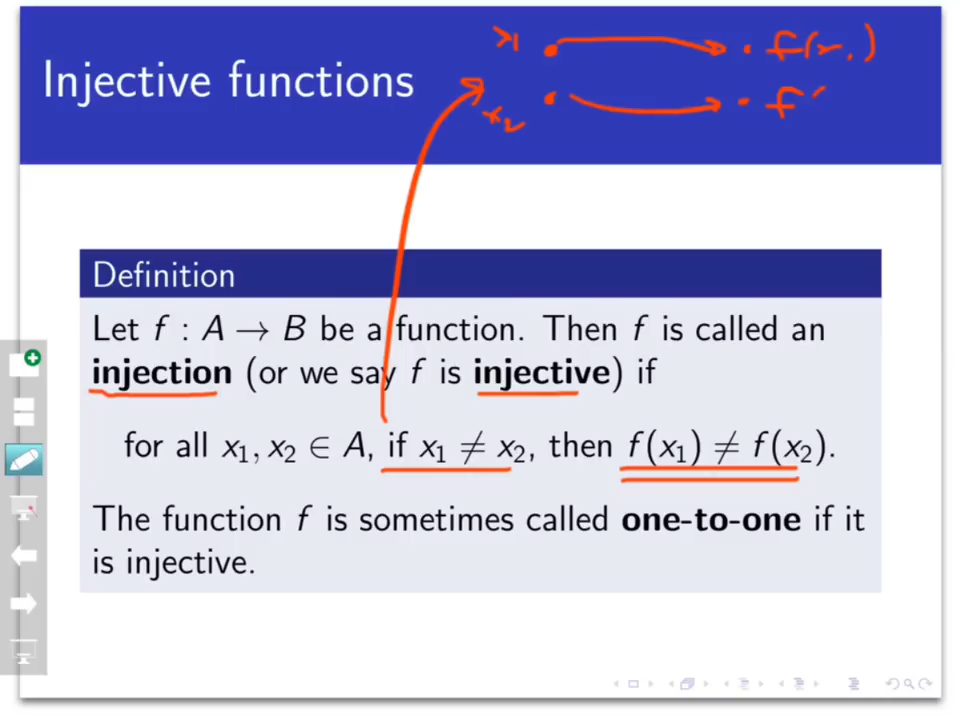 Injective functions
x₁ f(x₁)
x₂ f
Definition
Let f : A → B be a function. Then f is called an
injection (or we say f is injective) if
for all x₁, x₂ ∈ A, if x₁ ≠ x₂, then f(x₁) ≠ f(x₂).
The function f is sometimes called one-to-one if it
is injective.